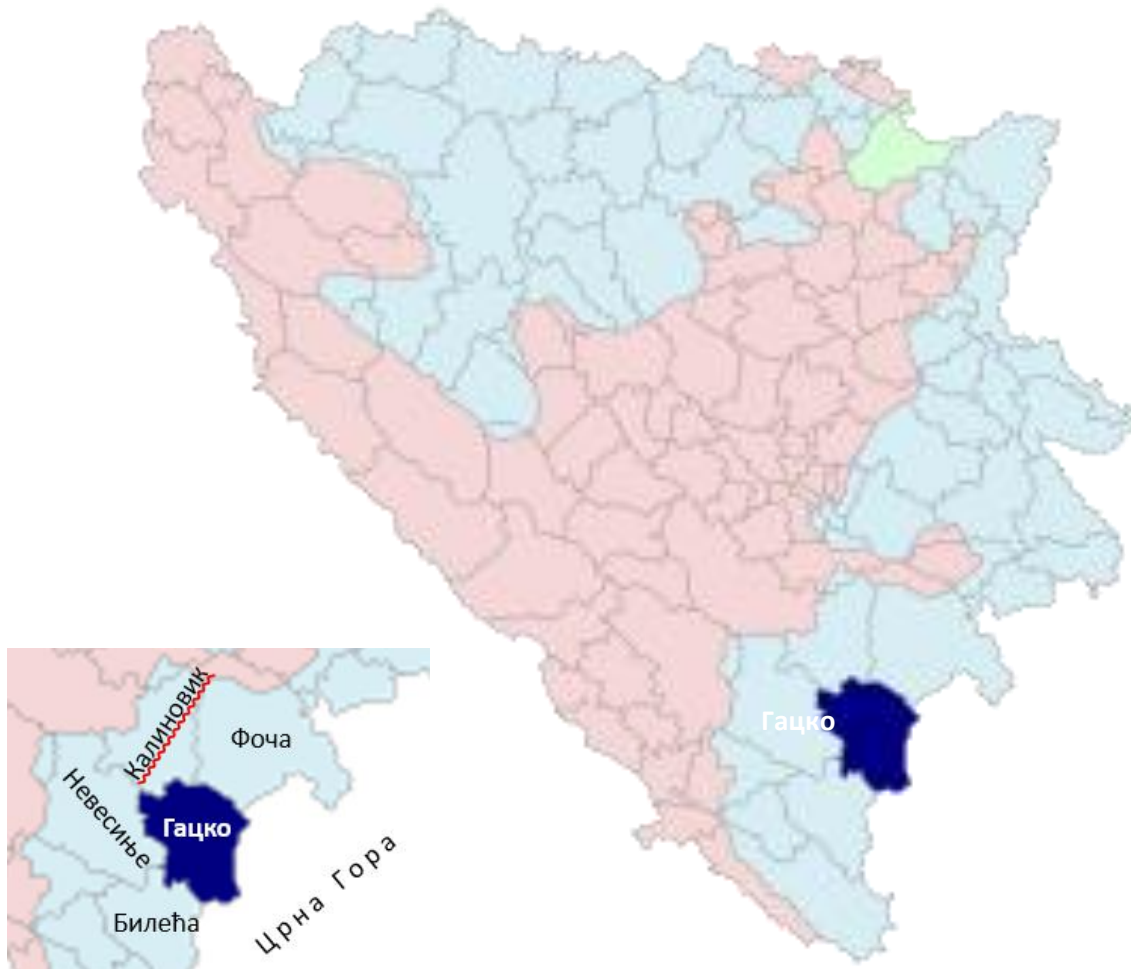 Гацко
Калиновик
Фоча
Невесиње
Гацко
Билећа
Црна Гора